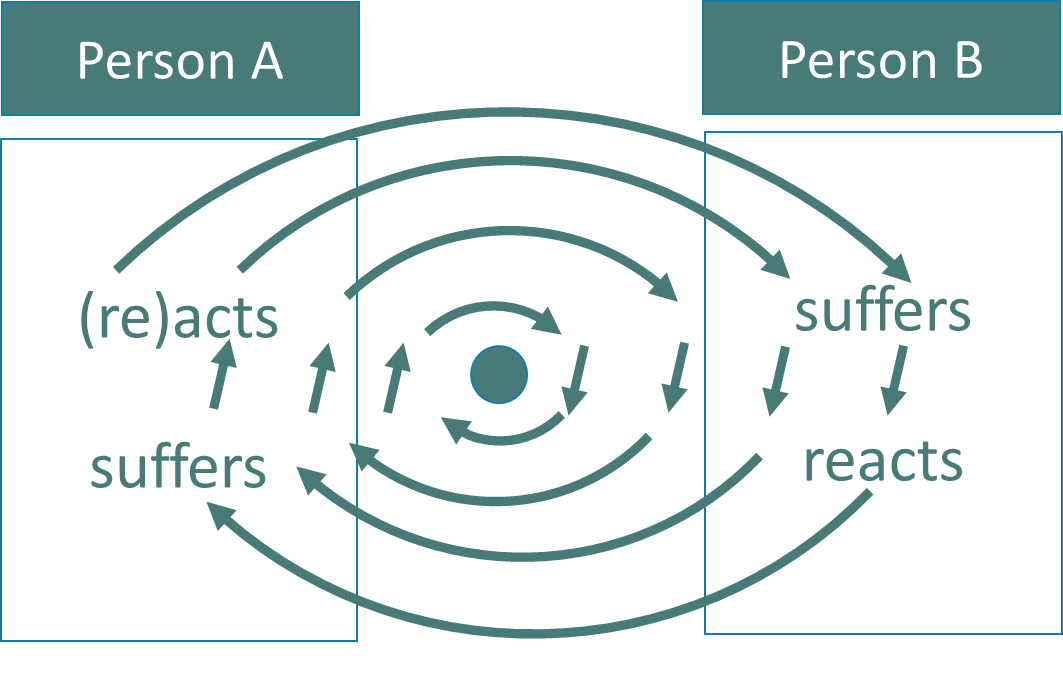 Person A
Person B
(re)acts
suffers
suffers
reacts